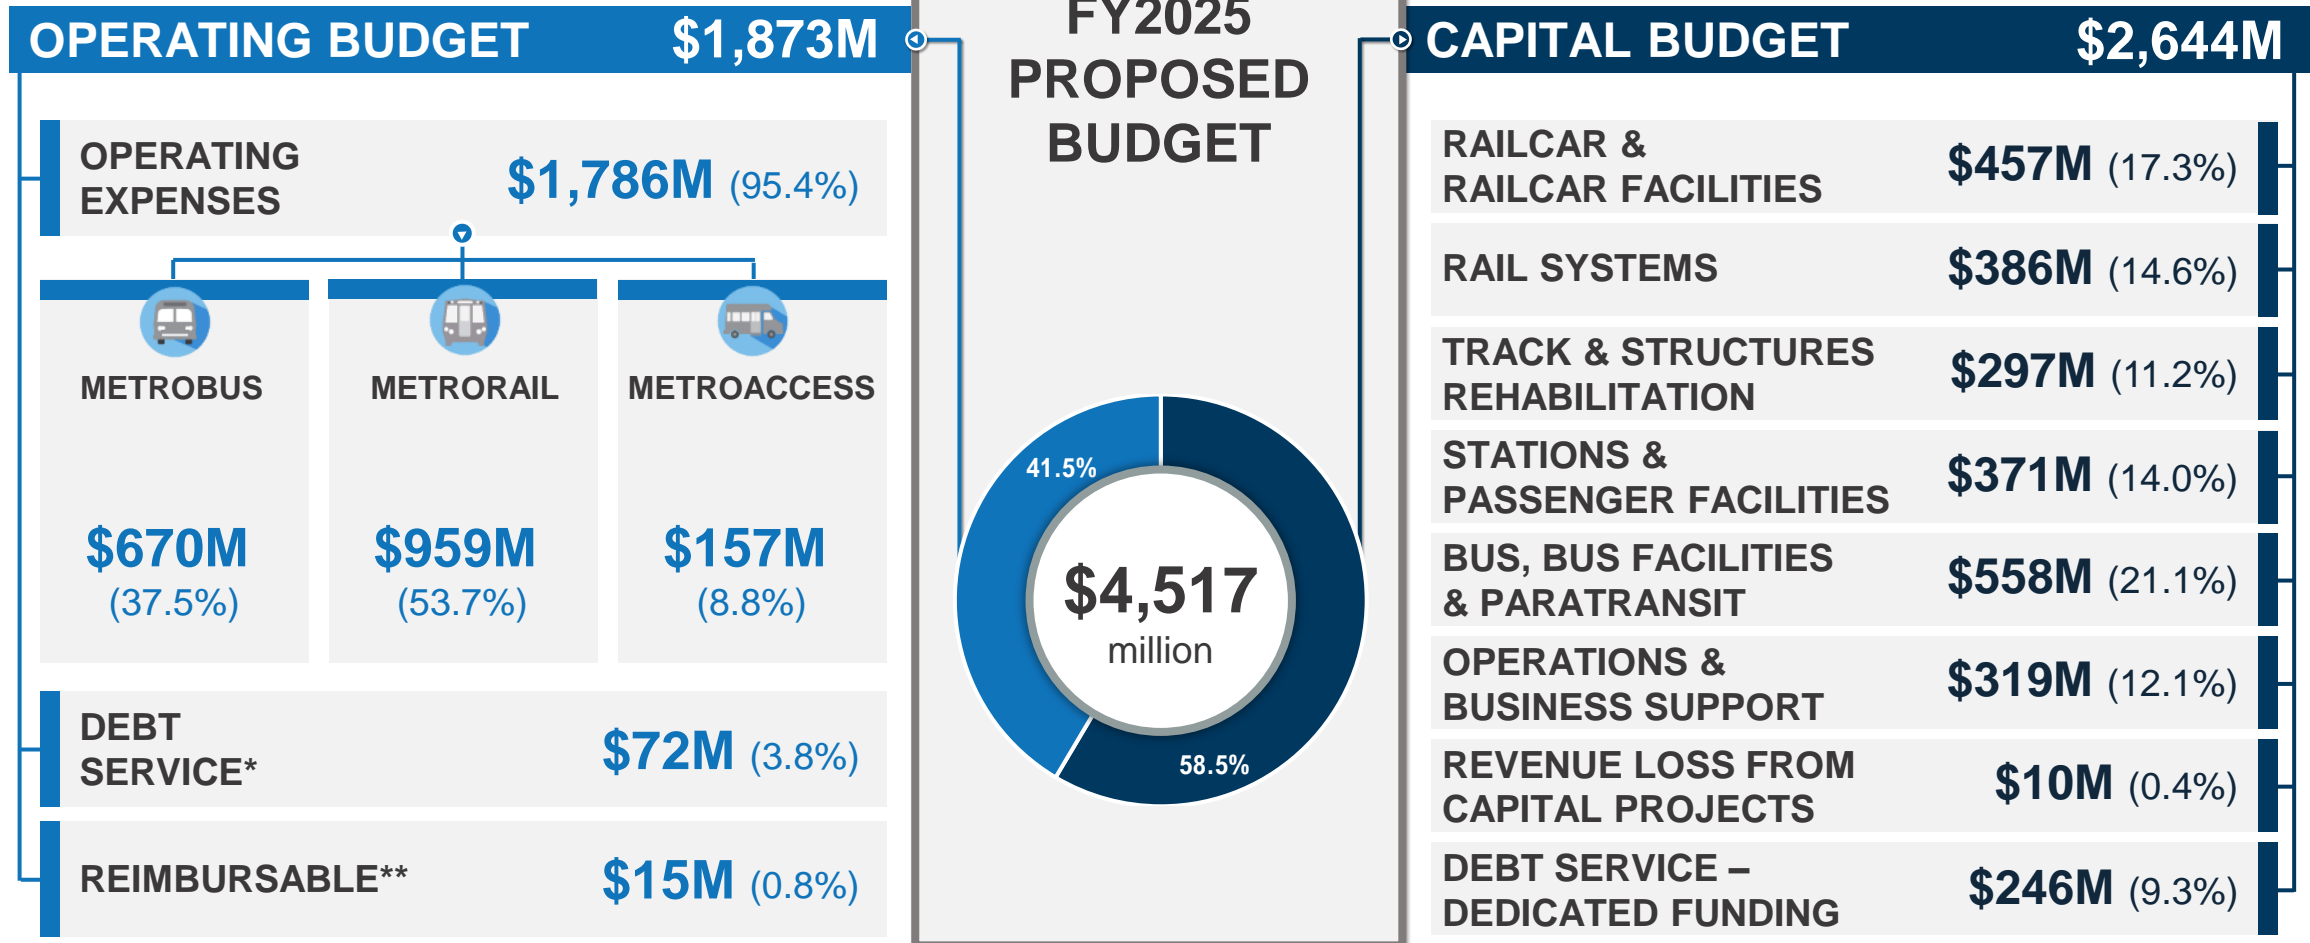 OPERATING BUDGET $1,873M
OPERATING
EXPENSES
$1,786M (95.4%)
METROBUS
$670M
(37.5%)
METRORAIL
$959M
(53.7%)
METROACCESS
$157M
(8.8%)
DEBT
SERVICE*
$72M (3.8%)
REIMBURSABLE** $15M (0.8%)
FY2025
PROPOSED
BUDGET
41.5%
$4,517
million
58.5%
CAPITAL BUDGET $2,644M
RAILCAR &
RAILCAR FACILITIES
$457M (17.3%)
RAIL SYSTEMS $386M (14.6%)
TRACK & STRUCTURES
REHABILITATION
$297M (11.2%)
STATIONS &
PASSENGER FACILITIES
$371M (14.0%)
BUS, BUS FACILITIES
& PARATRANSIT
$558M (21.1%)
OPERATIONS &
BUSINESS SUPPORT
$319M (12.1%)
REVENUE LOSS FROM
CAPITAL PROJECTS
$10M (0.4%)
DEBT SERVICE –
DEDICATED FUNDING
$246M (9.3%)